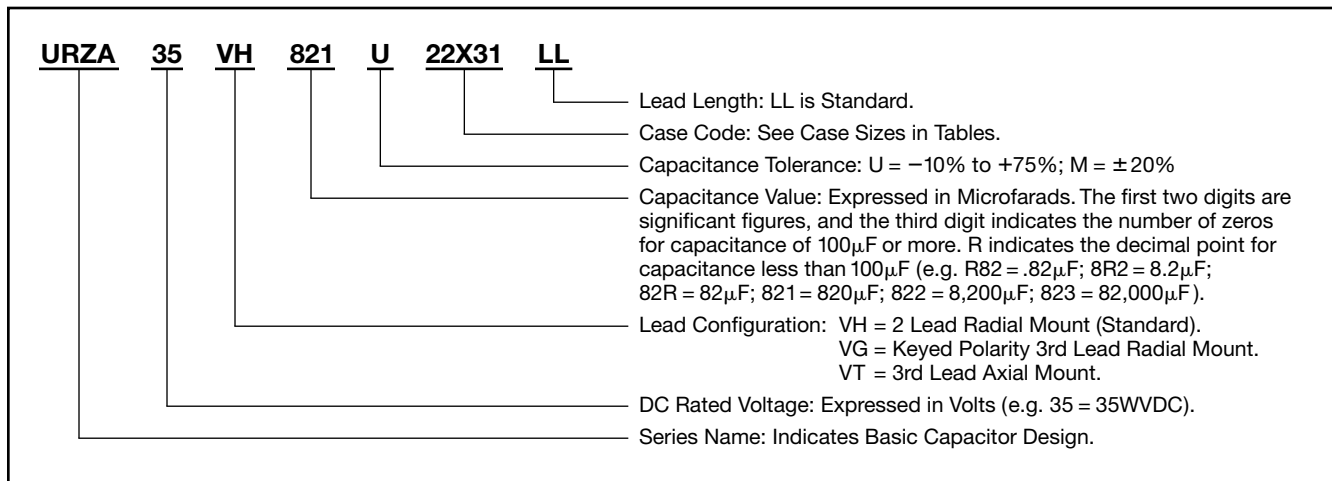 URZA 35 VH 821 U 22X31 LL
Lead Length: LL is Standard.
Case Code: See Case Sizes in Tables.
Capacitance Tolerance: U = −10% to +75%; M = ±20%
Capacitance Value: Expressed in Microfarads. The first two digits are
significant figures, and the third digit indicates the number of zeros
for capacitance of 100μF or more. R indicates the decimal point for
capacitance less than 100μF (e.g. R82 = .82μF; 8R2 = 8.2μF;
82R = 82μF; 821 = 820μF; 822 = 8,200μF; 823 = 82,000μF).
Lead Configuration: VH = 2 Lead Radial Mount (Standard).
VG = Keyed Polarity 3rd Lead Radial Mount.
VT = 3rd Lead Axial Mount.
DC Rated Voltage: Expressed in Volts (e.g. 35 = 35WVDC).
Series Name: Indicates Basic Capacitor Design.